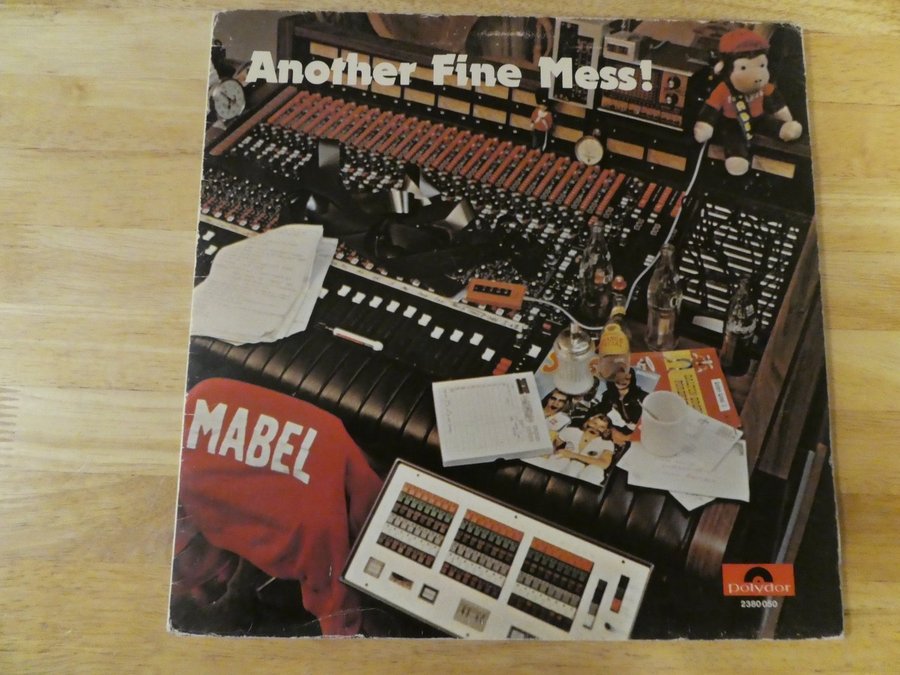 Another Fine Mess!
MABEL
polydor
2380 050